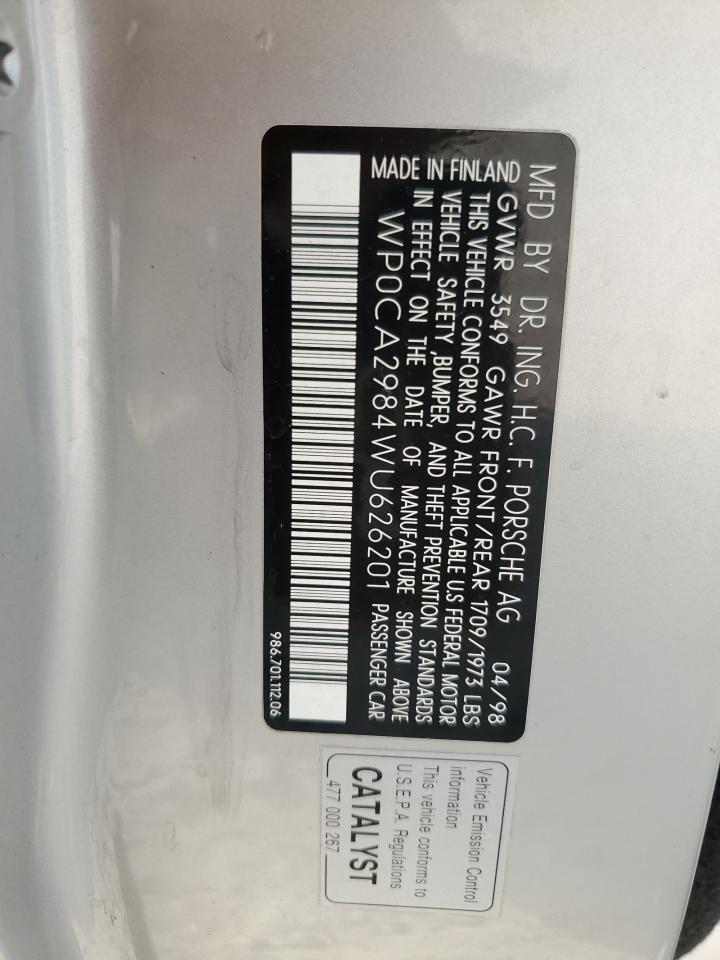 MFD BY DR. ING. H.C. F. PORSCHE AG 04/98
GVWR 3549 GAWR FRONT/REAR 1709/1973 LBS
THIS VEHICLE CONFORMS TO ALL APPLICABLE U.S FEDERAL MOTOR
VEHICLE SAFETY ,BUMPER, AND THEFT PREVENTION STANDARDS
IN EFFECT ON THE DATE OF MANUFACTURE SHOWN ABOVE
MADE IN FINLAND WP0CA2984WU626201 PASSENGER CAR
986.701.112.06
Vehicle Emission Control
information
This vehicle conforms to
U.S.E.P.A. Regulations
CATALYST
477 000 267